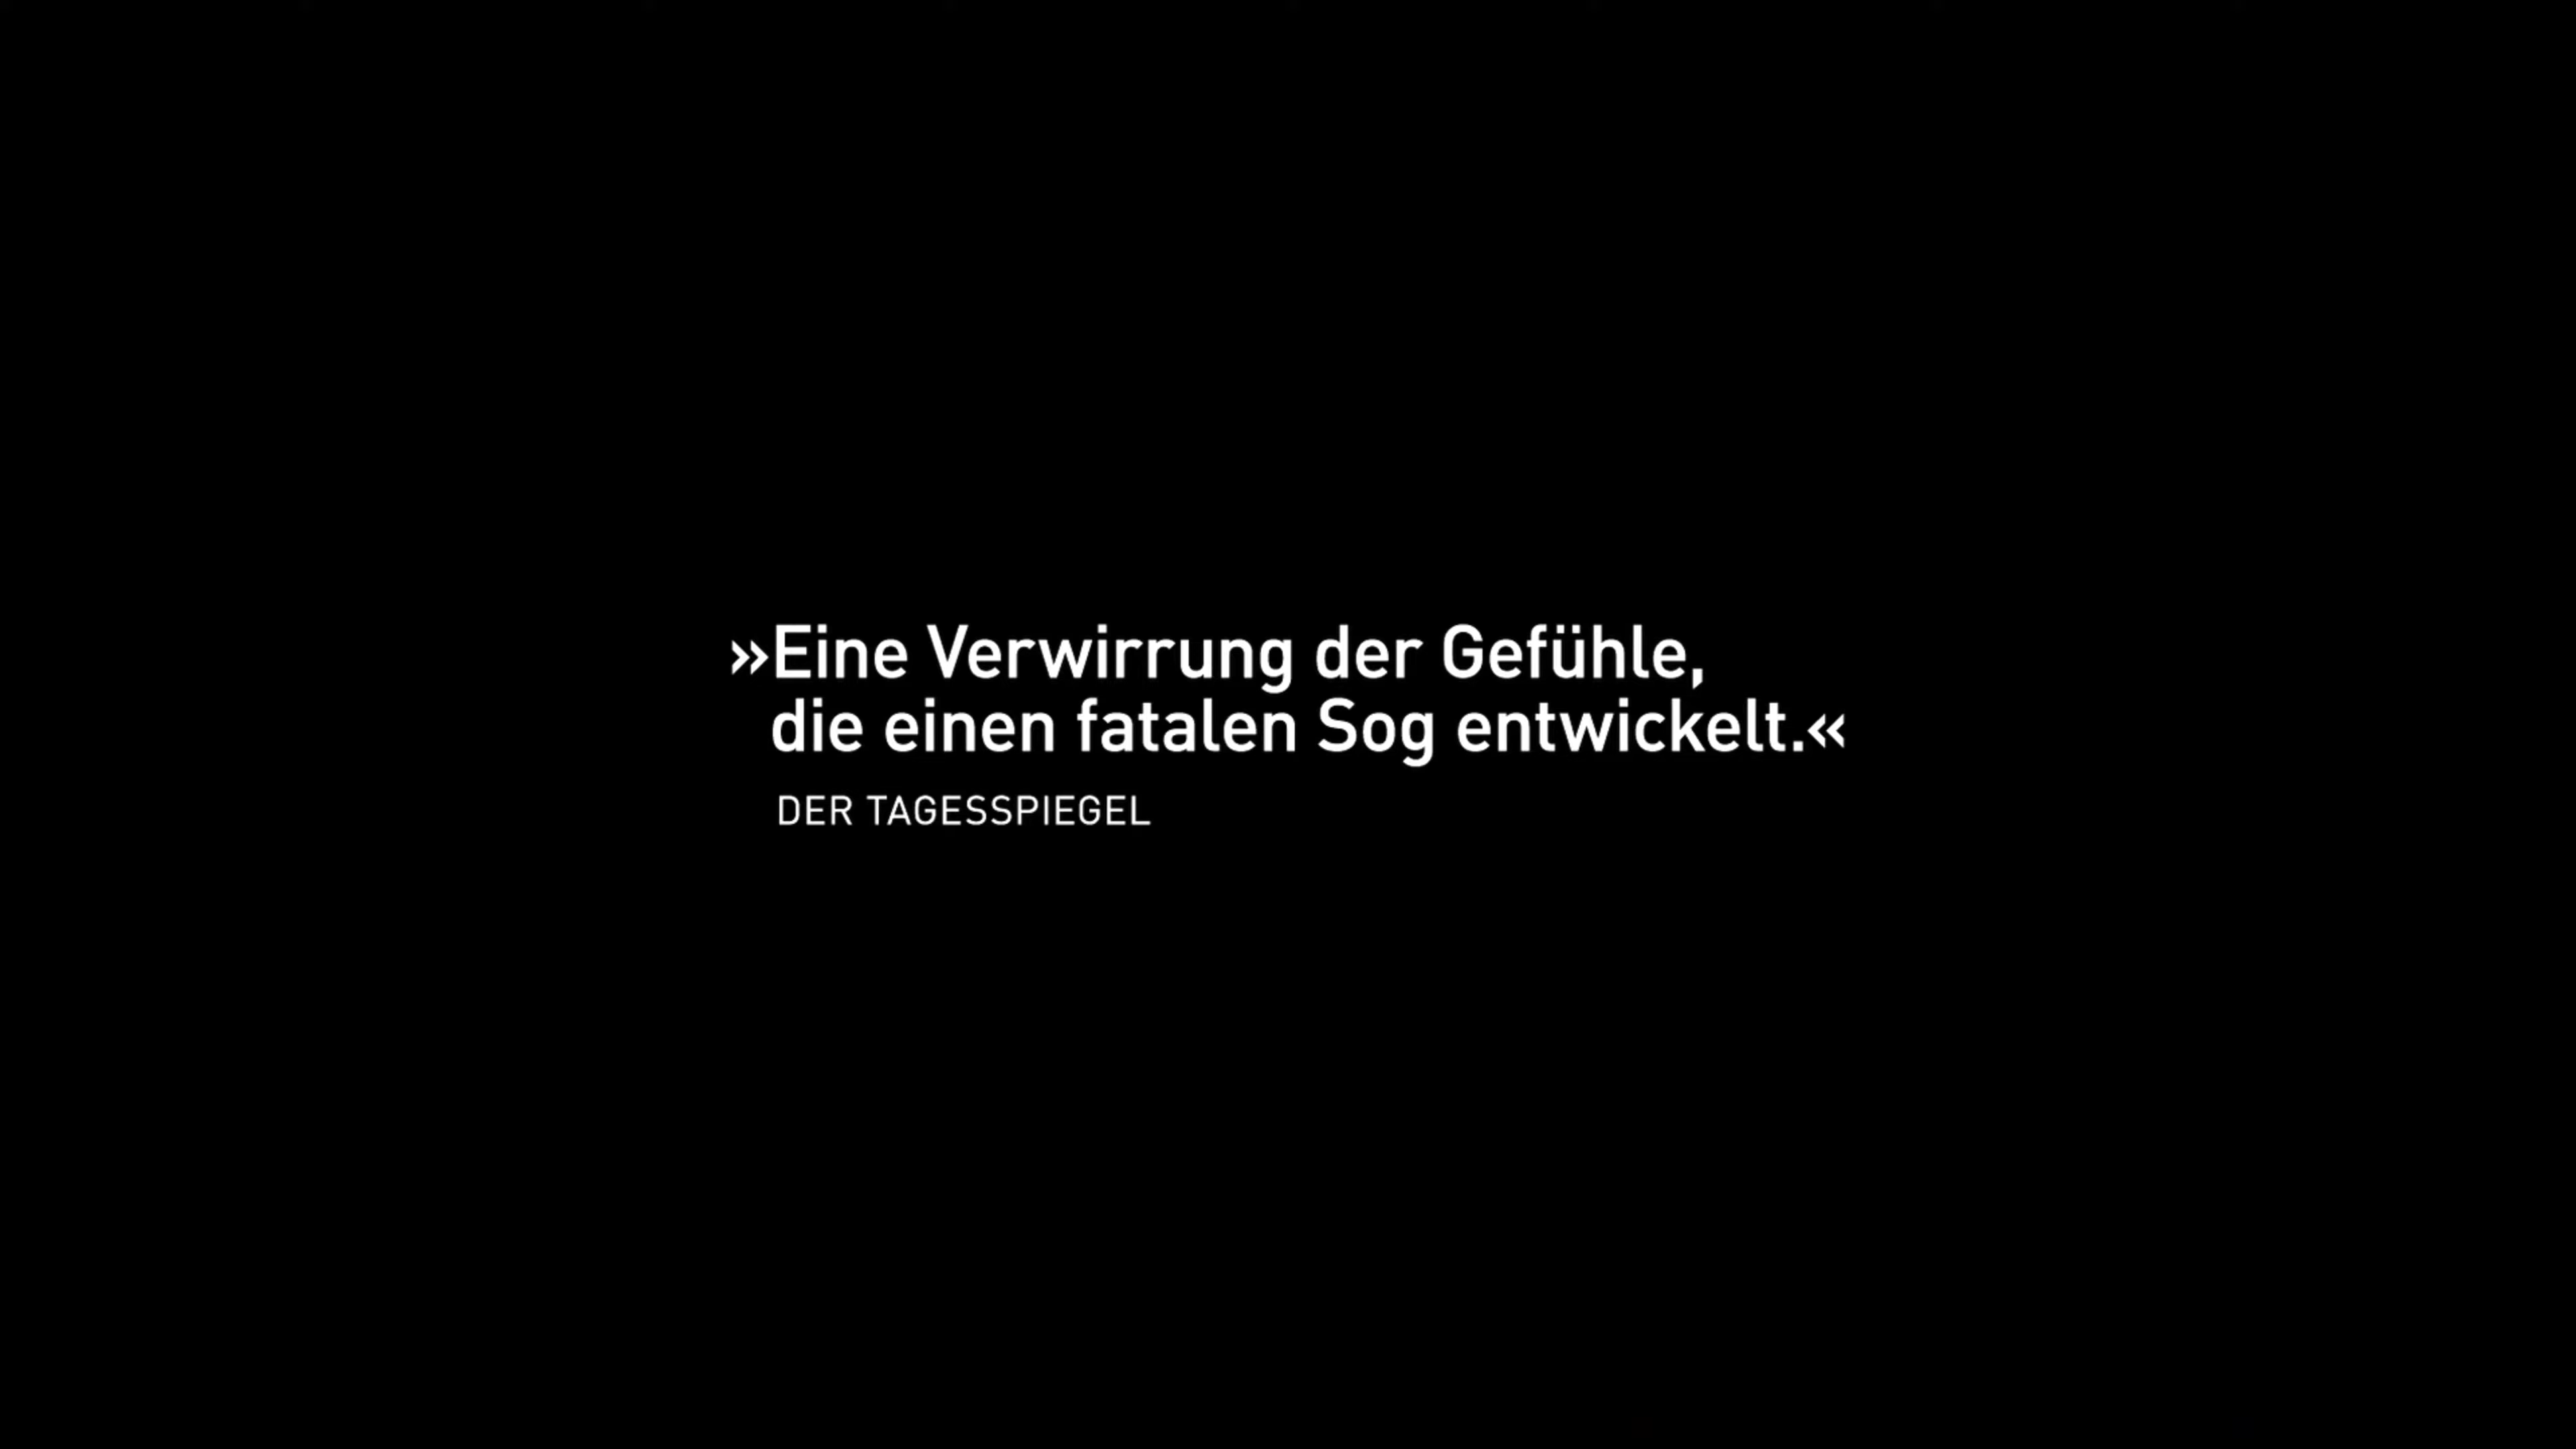 »Eine Verwirrung der Gefühle,
die einen fatalen Sog entwickelt.«
DER TAGESSPIEGEL